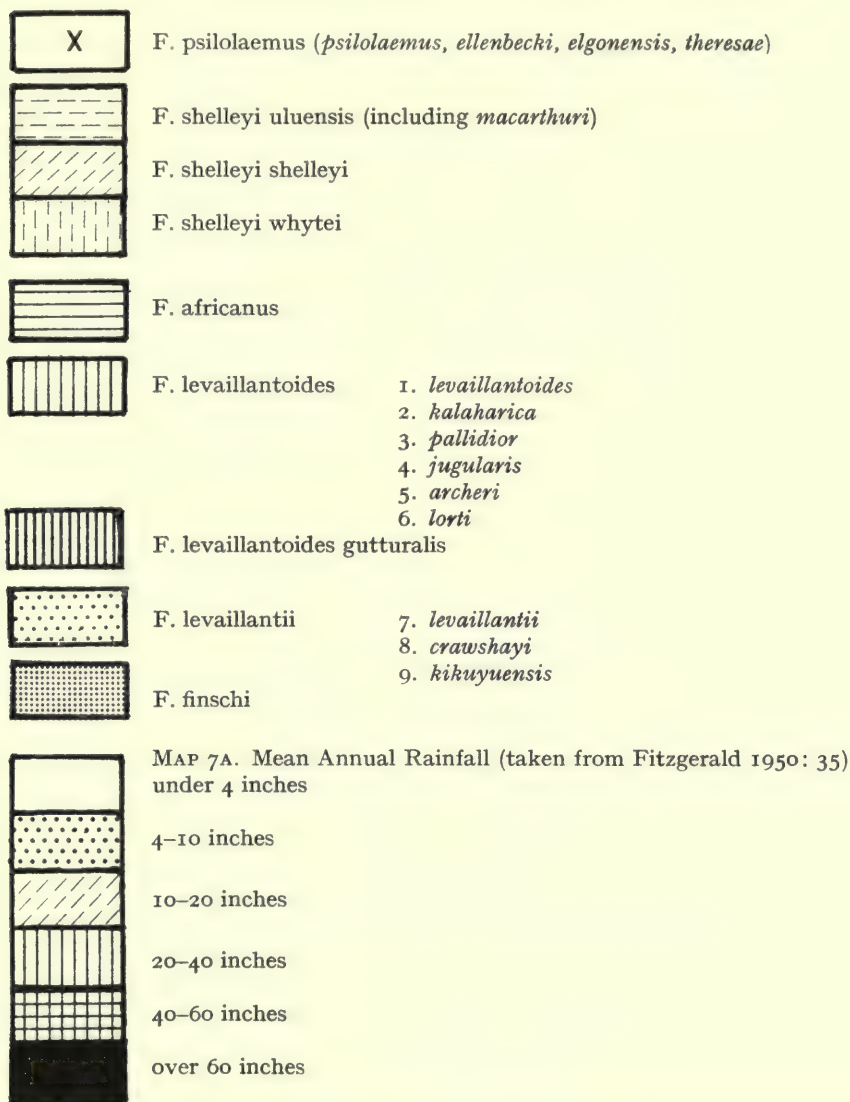 X F. psilolaemus (psilolaemus, ellenbecki, elgonensis, theresae)
F. shelleyi uluensis (including macarthuri)
F. shelleyi shelleyi
F. shelleyi whytei
F. africanus
F. levaillantoides 1. levaillantoides
2. kalaharica
3. pallidior
4. jugularis
5. archeri
6. lorti
F. levaillantoides gutturalis
F. levaillantii 7. levaillantii
8. crawshayi
9. kikuyuensis
F. finschi
MAP 7A. Mean Annual Rainfall (taken from Fitzgerald 1950: 35)
under 4 inches
4–10 inches
10–20 inches
20–40 inches
40–60 inches
over 60 inches